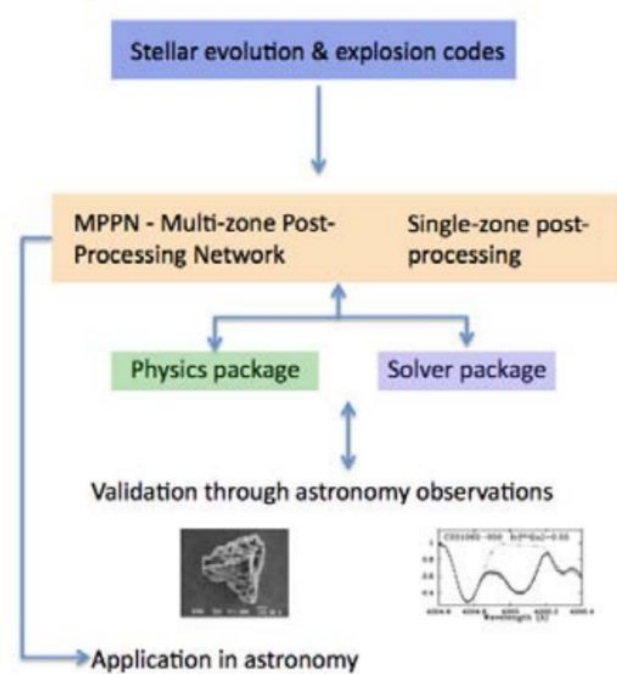 Stellar evolution & explosion codes
MPPN - Multi-zone Post-
Processing Network
Single-zone post-
processing
Physics package
Solver package
Validation through astronomy observations
Wavelength (Å)
Application in astronomy